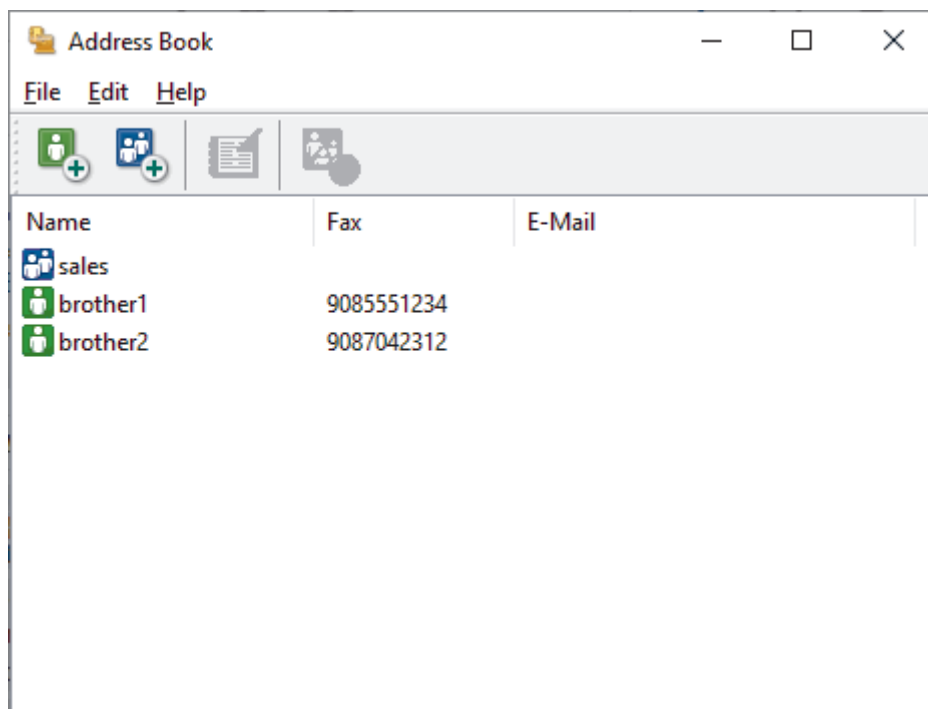 Address Book
File Edit Help
Name Fax E-Mail
sales
brother1 9085551234
brother2 9087042312